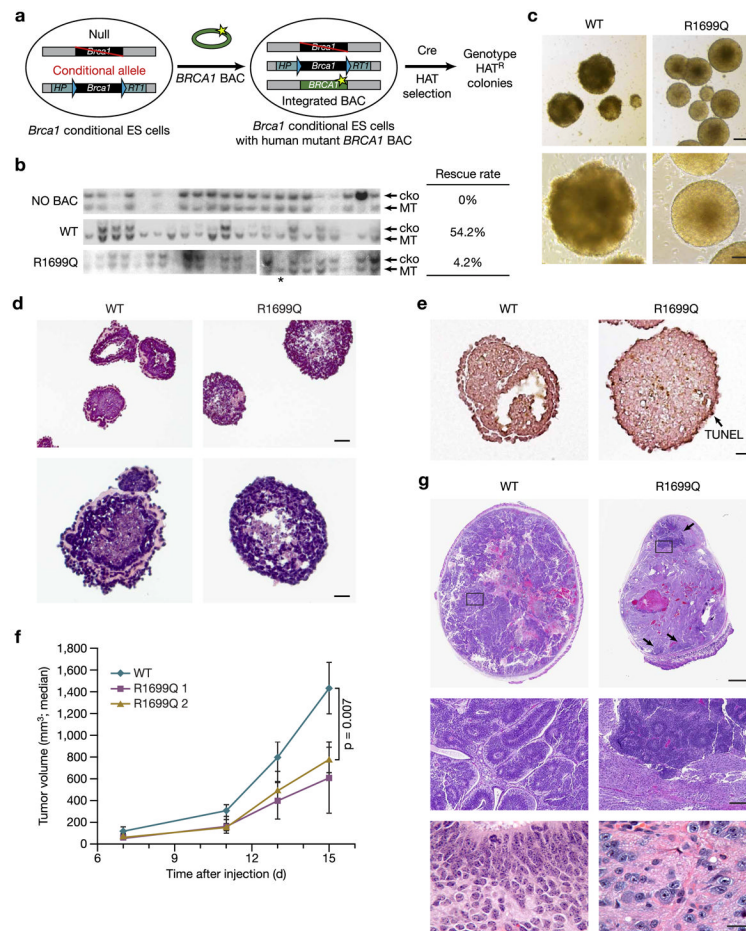 a
Null
Brca1
Conditional allele
HP Brca1 RT1
Brca1 conditional ES cells
BRCA1 BAC
Brca1
HP Brca1 RT1
BRCA1
Integrated BAC
Brca1 conditional ES cells
with human mutant BRCA1 BAC
Cre
HAT
selection
Genotype
HATᴿ
colonies
b
Rescue rate
NO BAC cko 0%
MT
WT cko 54.2%
MT
R1699Q cko 4.2%
MT
*
c
WT R1699Q
d
WT R1699Q
e
WT R1699Q
TUNEL
f
Tumor volume (mm³; median)
1,800
1,600
1,400
1,200
1,000
800
600
400
200
0
WT
R1699Q 1
R1699Q 2
p = 0.007
6 9 12 15
Time after injection (d)
g
WT R1699Q